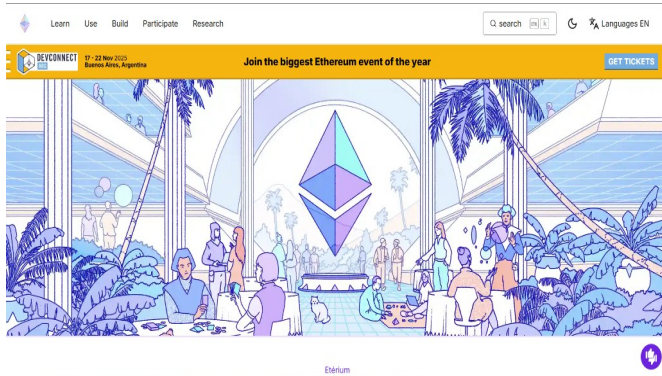 Learn Use Build Participate Research
search
Languages EN
DEVCONNECT
ARG
17 - 22 Nov 2025
Buenos Aires, Argentina
Join the biggest Ethereum event of the year
GET TICKETS
Etérium